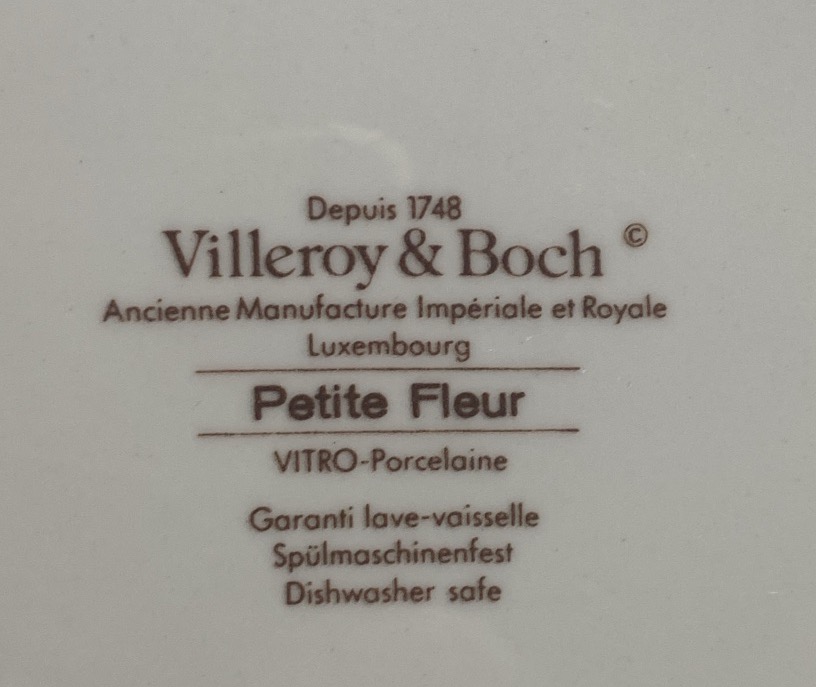 Depuis 1748
Villeroy & Boch ©
Ancienne Manufacture Impériale et Royale
Luxembourg
Petite Fleur
VITRO-Porcelaine
Garanti lave-vaisselle
Spülmaschinenfest
Dishwasher safe